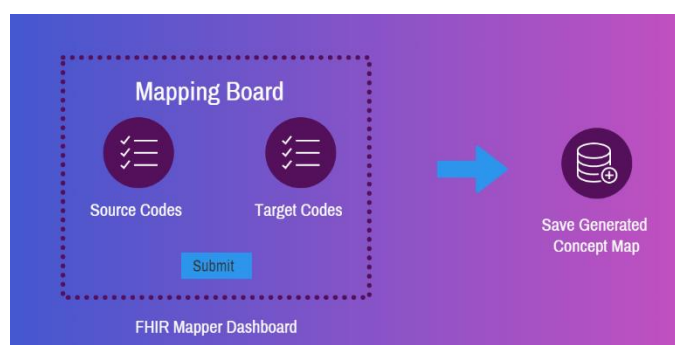 Mapping Board
Source Codes
Target Codes
Submit
FHIR Mapper Dashboard
Save Generated
Concept Map